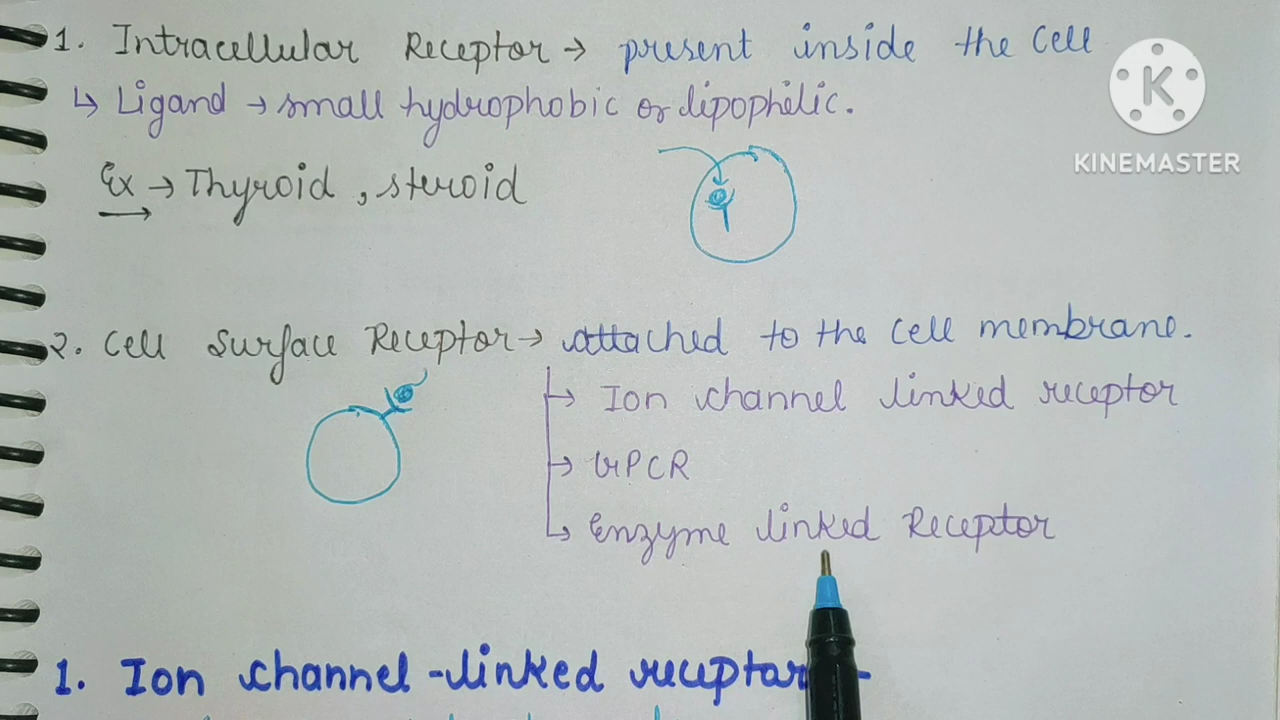 1. Intracellular Receptor → present inside the cell
↳ Ligand → small hydrophobic or lipophilic.
Ex → Thyroid, steroid
K
KINEMASTER
2. Cell Surface Receptor → attached to the cell membrane.
→ Ion channel linked receptor
→ GPCR
↳ Enzyme linked Receptor
1. Ion channel-linked receptor -